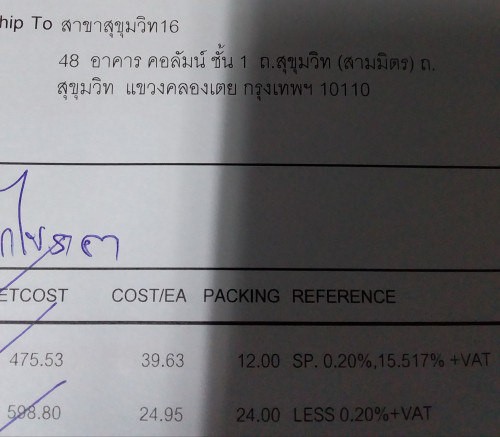 hip To สาขาสุขุมวิท16
48 อาคาร คอลัมน์ ชั้น 1 ถ.สุขุมวิท (สามมิตร) ถ.
สุขุมวิท แขวงคลองเตย กรุงเทพฯ 10110
ETCOST COST/EA PACKING REFERENCE
475.53 39.63 12.00 SP. 0.20%,15.517% +VAT
598.80 24.95 24.00 LESS 0.20%+VAT